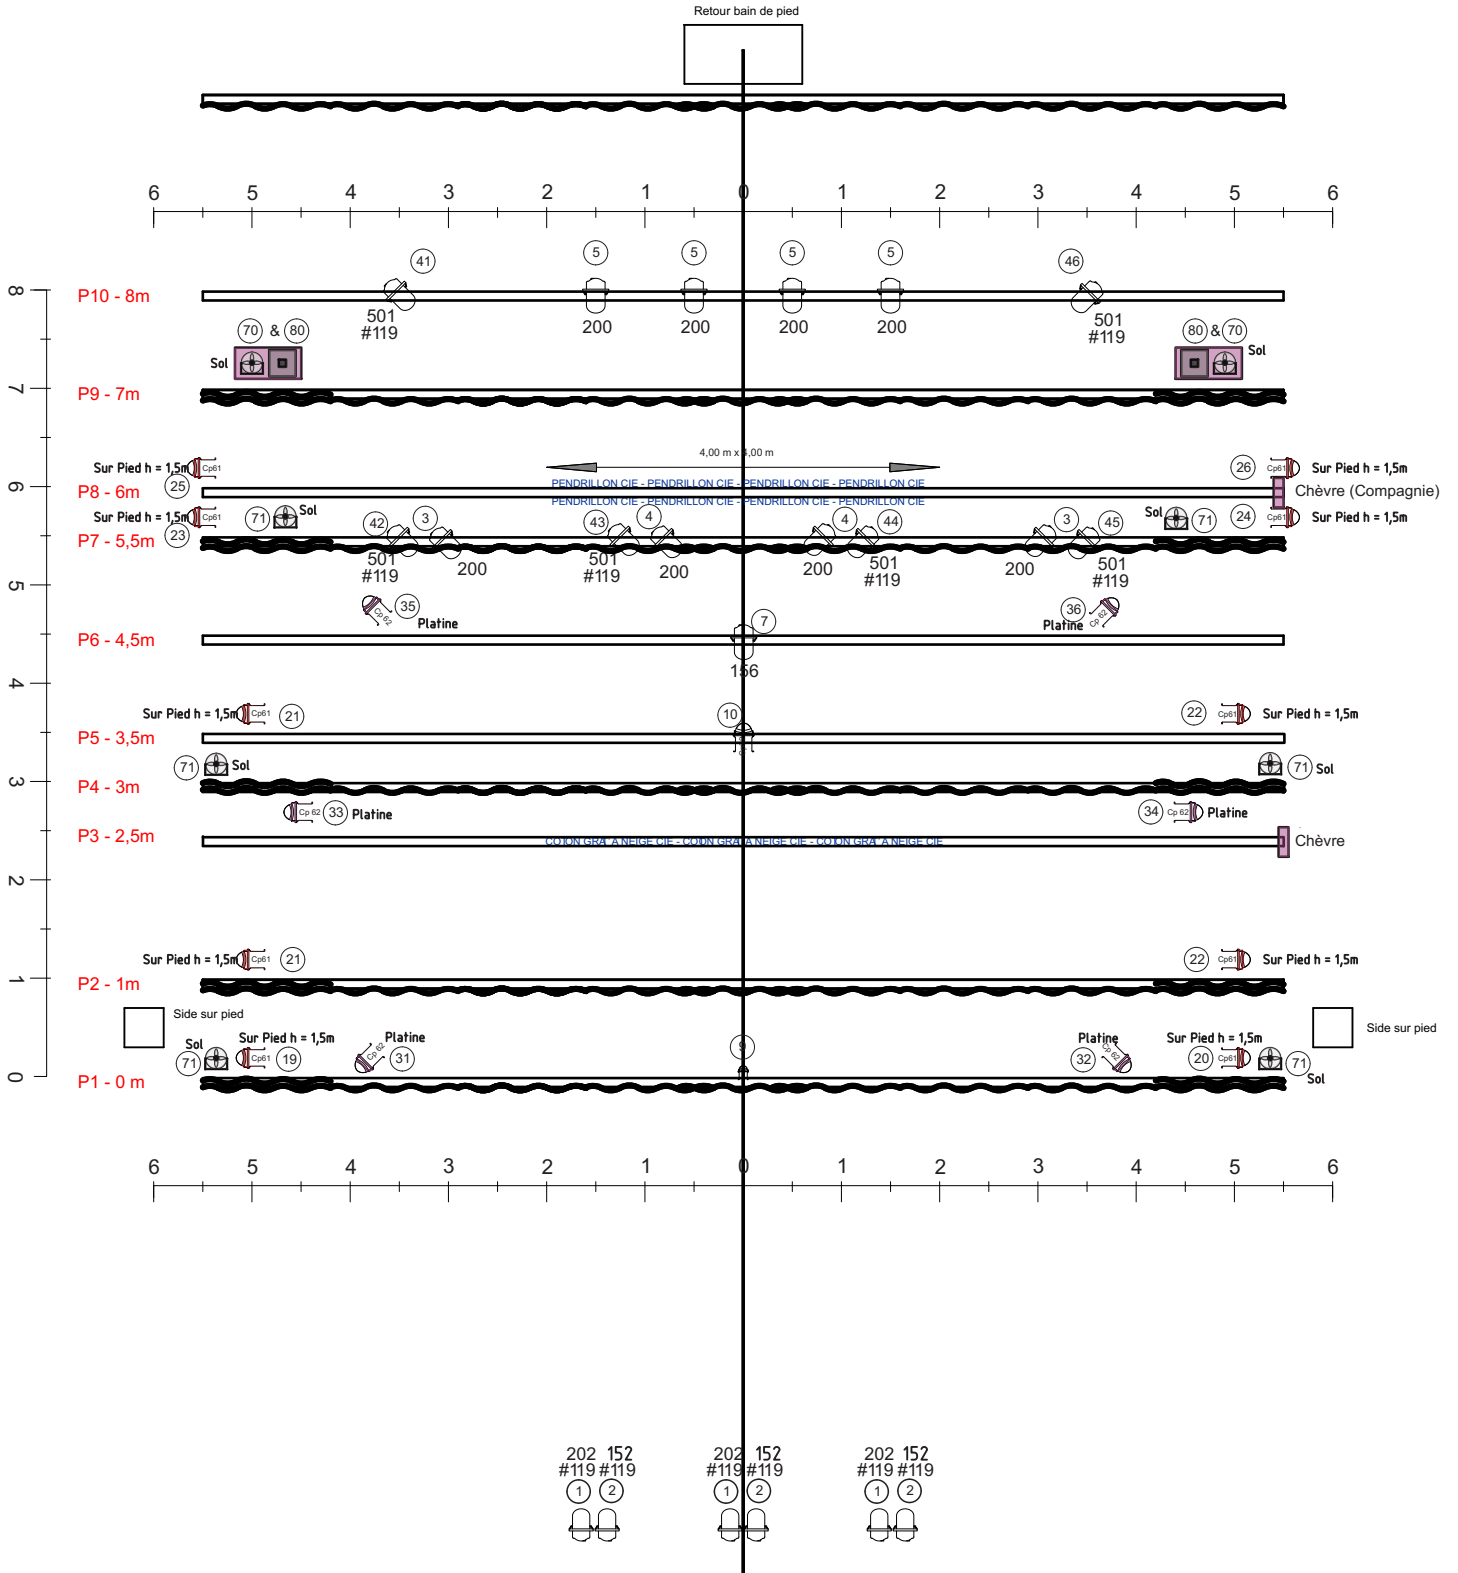 Retour bain de pied
6 5 4 3 2 1 0 1 2 3 4 5 6
41 5 5 5 5 46
8 P10 - 8m
501 200 200 200 200 501
#119 #119
70 & 80 80 & 70
Sol Sol
7 P9 - 7m
4,00 m x 4,00 m
Sur Pied h = 1,5m Cp61 26 Cp61 Sur Pied h = 1,5m
25
6 P8 - 6m PENDRILLON CIE - PENDRILLON CIE - PENDRILLON CIE - PENDRILLON CIE Chèvre (Compagnie)
PENDRILLON CIE - PENDRILLON CIE - PENDRILLON CIE - PENDRILLON CIE
Sur Pied h = 1,5m Cp61 71 Sol Sol 71 24 Cp61 Sur Pied h = 1,5m
23 42 3 43 4 4 44 3 45
P7 - 5,5m
501 200 501 200 200 501 200 501
#119 #119 #119 #119
5
Cp 62 35 36 Cp 62
Platine Platine
7
P6 - 4,5m
156
4
Sur Pied h = 1,5m Cp61 21 10 22 Cp61 Sur Pied h = 1,5m
P5 - 3,5m
71 Sol 71 Sol
3 P4 - 3m
Cp 62 33 Platine 34 Cp 62 Platine
P3 - 2,5m COTON GRAT A NEIGE CIE - COTON GRAT A NEIGE CIE - COTON GRAT A NEIGE CIE Chèvre
2
Sur Pied h = 1,5m Cp61 21 22 Cp61 Sur Pied h = 1,5m
1 P2 - 1m
Side sur pied Side sur pied
Sol Sur Pied h = 1,5m Platine Platine Sur Pied h = 1,5m
71 Cp61 19 Cp 62 31 9 32 Cp 62 20 Cp61 71
Sol
0 P1 - 0 m
6 5 4 3 2 1 0 1 2 3 4 5 6
202 152 202 152 202 152
#119 #119 #119 #119 #119 #119
1 2 1 2 1 2